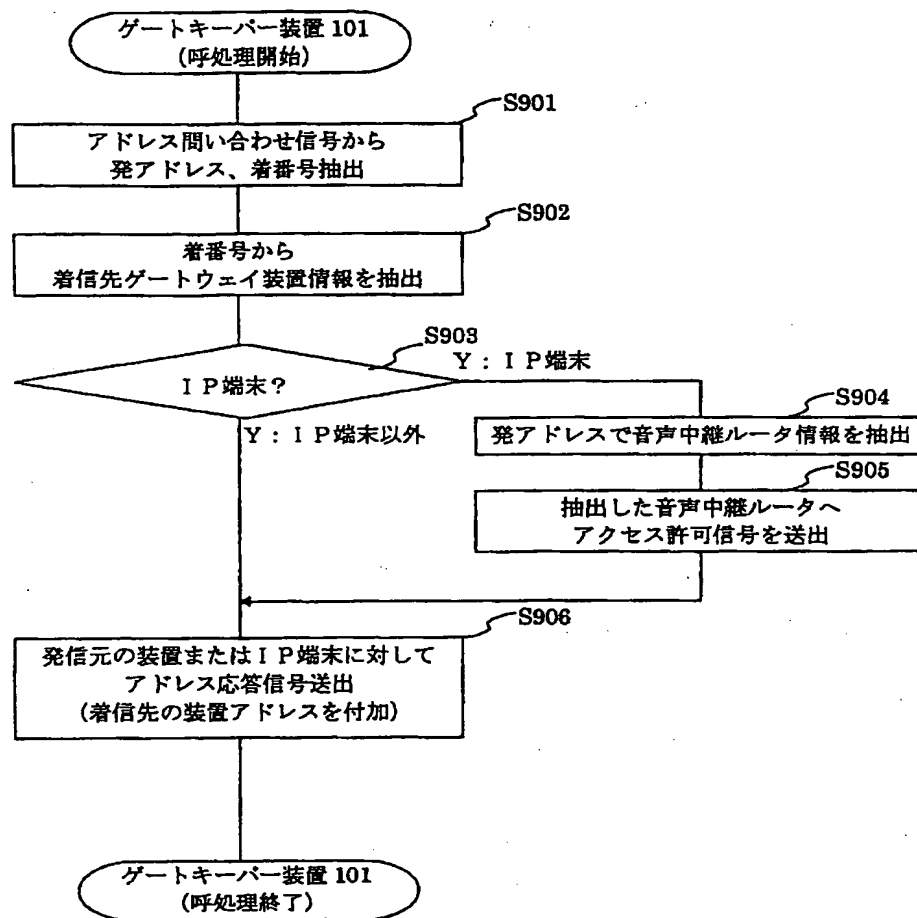 ゲートキーパー装置 101
(呼処理開始)
S901
アドレス問い合わせ信号から
発アドレス、着番号抽出
S902
着番号から
着信先ゲートウェイ装置情報を抽出
S903
IP端末?
Y:IP端末
Y:IP端末以外
S904
発アドレスで音声中継ルータ情報を抽出
S905
抽出した音声中継ルータへ
アクセス許可信号を送出
S906
発信元の装置またはIP端末に対して
アドレス応答信号送出
(着信先の装置アドレスを付加)
ゲートキーパー装置 101
(呼処理終了)